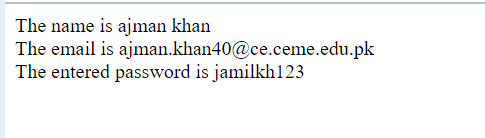 The name is ajman khan
The email is ajman.khan40@ce.ceme.edu.pk
The entered password is jamilkh123